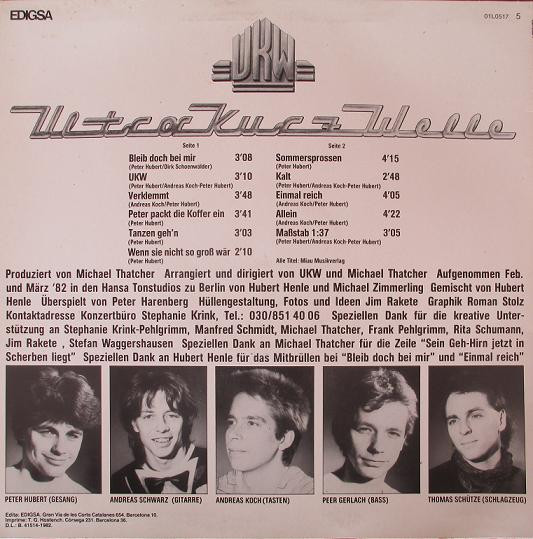 EDIGSA
01L0517 5
UKW
UltraKurzWelle
Seite 1
Bleib doch bei mir 3'08
(Peter Hubert/Dirk Schoenwälder)
UKW 3'10
(Peter Hubert/Andreas Koch-Peter Hubert)
Verklemmt 3'48
(Andreas Koch/Peter Hubert)
Peter packt die Koffer ein 3'41
(Peter Hubert)
Tanzen geh'n 3'03
(Peter Hubert)
Wenn sie nicht so groß wär 2'10
(Peter Hubert)
Seite 2
Sommersprossen 4'15
(Peter Hubert)
Kalt 2'48
(Peter Hubert/Andreas Koch-Peter Hubert)
Einmal reich 4'05
(Andreas Koch/Peter Hubert)
Allein 4'22
(Andreas Koch/Peter Hubert)
Maßstab 1:37 3'05
(Peter Hubert)
Alle Titel: Miau Musikverlag
Produziert von Michael Thatcher Arrangiert und dirigiert von UKW und Michael Thatcher Aufgenommen Feb.
und März '82 in den Hansa Tonstudios zu Berlin von Hubert Henle und Michael Zimmerling Gemischt von Hubert
Henle Überspielt von Peter Harenberg Hüllengestaltung, Fotos und Ideen Jim Rakete Graphik Roman Stolz
Kontaktadresse Konzertbüro Stephanie Krink, Tel.: 030/851 40 06 Speziellen Dank für die kreative Unter-
stützung an Stephanie Krink-Pehlgrimm, Manfred Schmidt, Michael Thatcher, Frank Pehlgrimm, Rita Schumann,
Jim Rakete , Stefan Waggershausen Speziellen Dank an Michael Thatcher für die Zeile "Sein Geh-Hirn jetzt in
Scherben liegt" Speziellen Dank an Hubert Henle für das Mitbrüllen bei "Bleib doch bei mir" und "Einmal reich"
PETER HUBERT (GESANG)
ANDREAS SCHWARZ (GITARRE)
ANDREAS KOCH (TASTEN)
PEER GERLACH (BASS)
THOMAS SCHÜTZE (SCHLAGZEUG)
Edita: EDIGSA. Gran Via de les Corts Catalanes 654. Barcelona 10.
Imprime: T. G. Hostench. Córsega 231. Barcelona 36.
D.L.: B. 41514-1982.